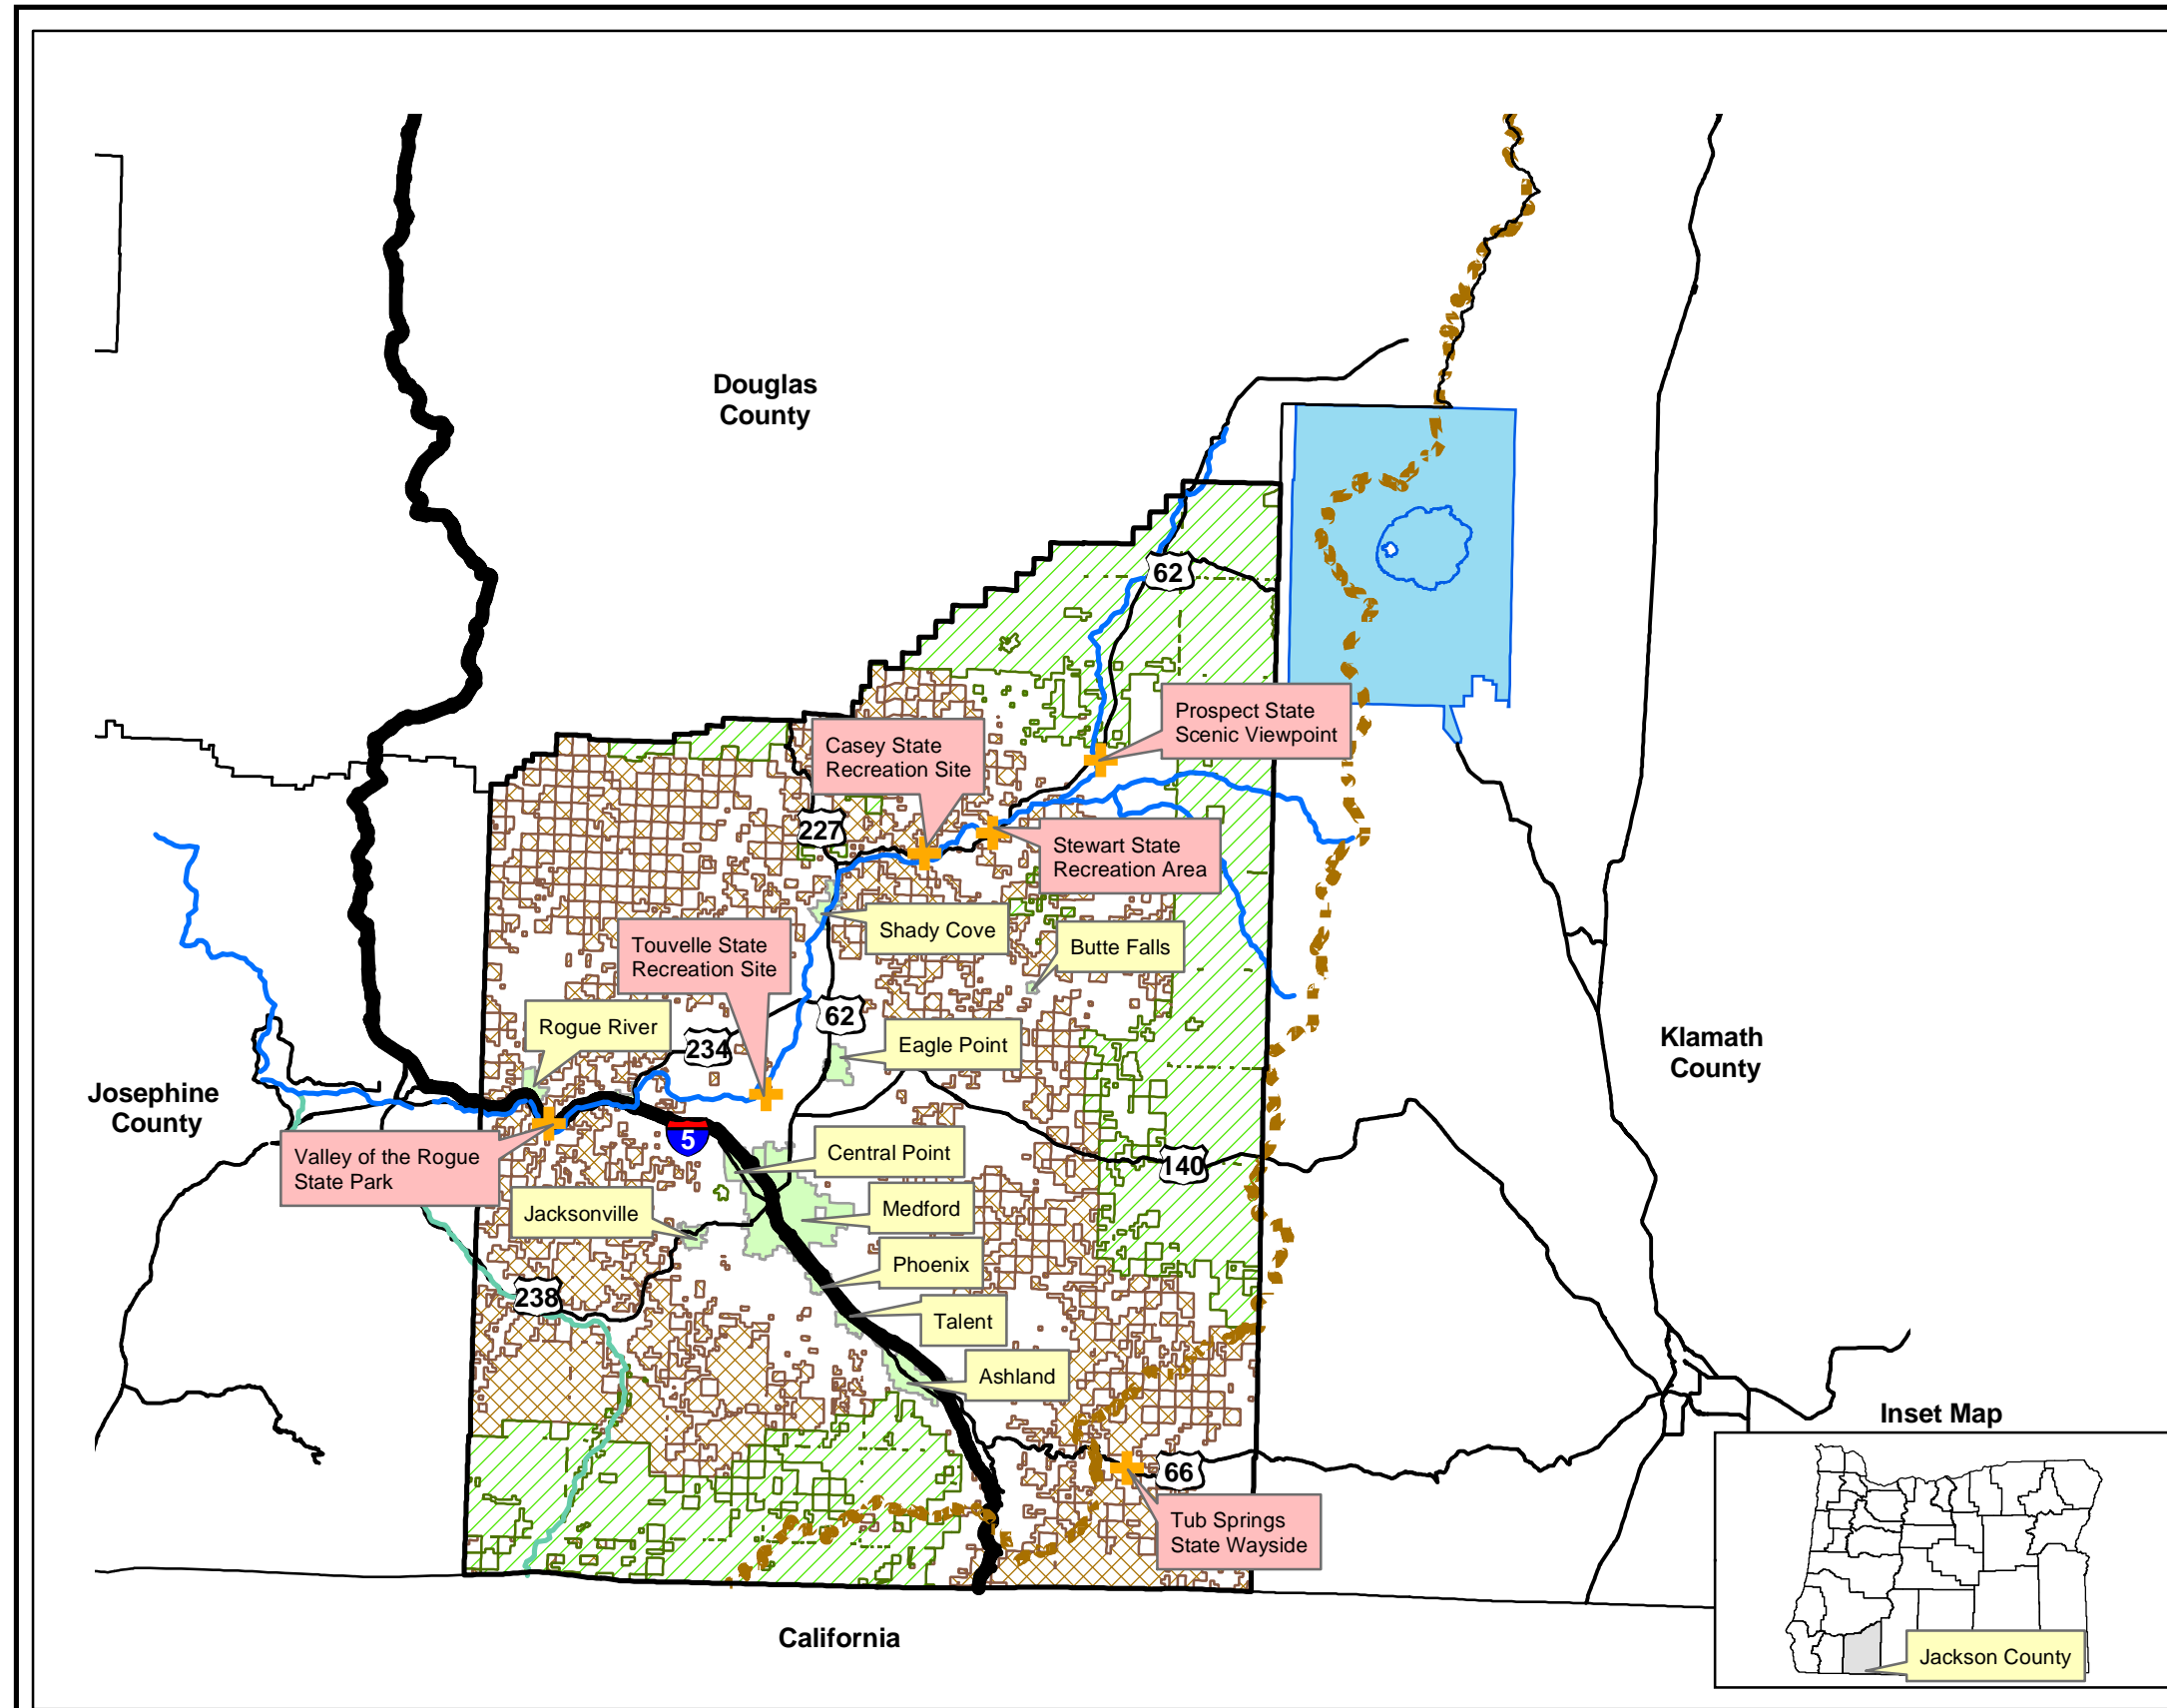 Douglas
County
62
Prospect State
Scenic Viewpoint
Casey State
Recreation Site
227
Stewart State
Recreation Area
Shady Cove
Butte Falls
Touvelle State
Recreation Site
62
Rogue River
234
Eagle Point
Klamath
County
Josephine
County
5
Central Point
140
Valley of the Rogue
State Park
Jacksonville
Medford
Phoenix
238
Talent
Ashland
Inset Map
66
Tub Springs
State Wayside
California
Jackson County